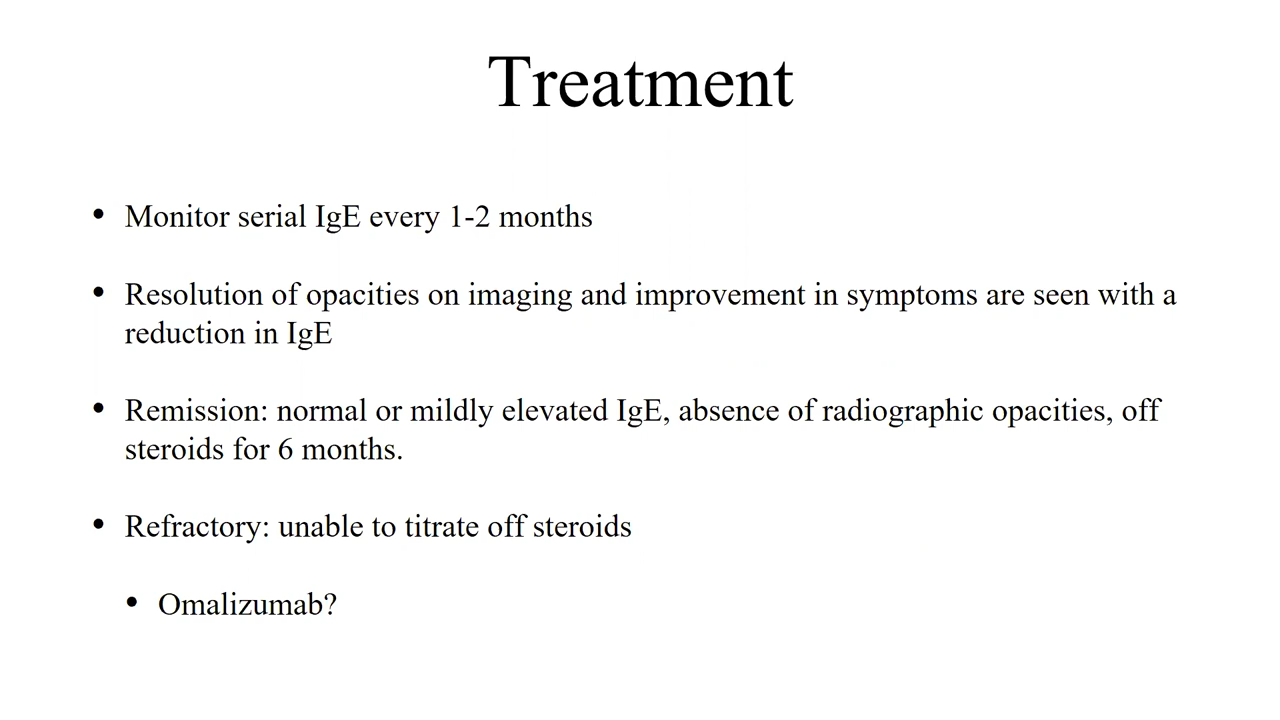 Treatment
• Monitor serial IgE every 1-2 months
• Resolution of opacities on imaging and improvement in symptoms are seen with a
reduction in IgE
• Remission: normal or mildly elevated IgE, absence of radiographic opacities, off
steroids for 6 months.
• Refractory: unable to titrate off steroids
• Omalizumab?